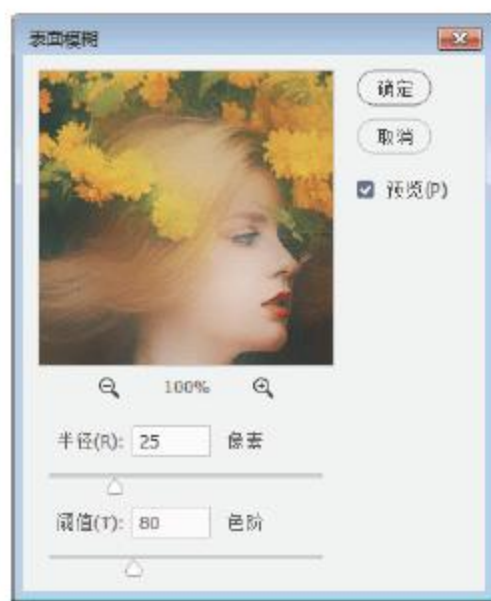 表面模糊
确定
取消
预览(P)
100%
半径(R): 25 像素
阈值(T): 80 色阶